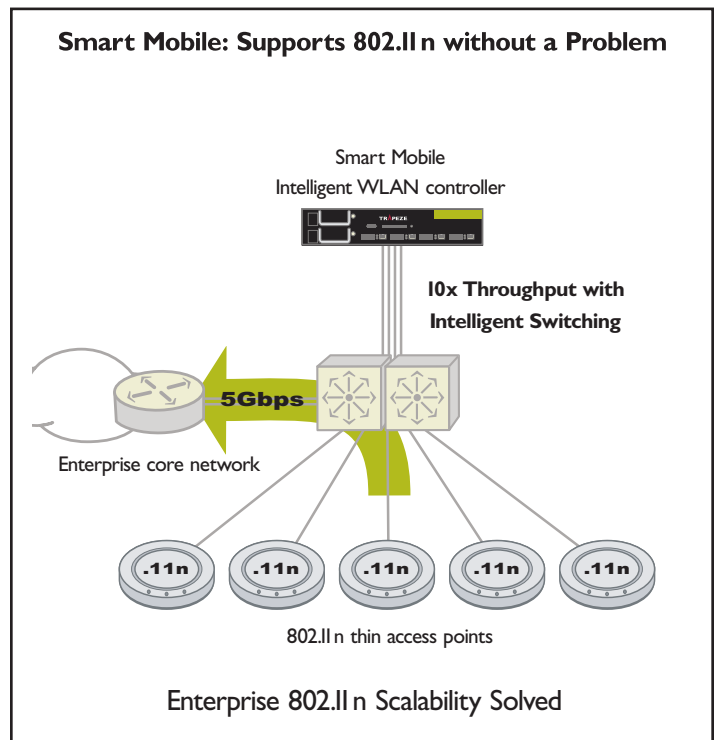 Smart Mobile: Supports 802.11n without a Problem
Smart Mobile
Intelligent WLAN controller
TRAPEZE
10x Throughput with
Intelligent Switching
5Gbps
Enterprise core network
.11n .11n .11n .11n .11n
802.11n thin access points
Enterprise 802.11n Scalability Solved